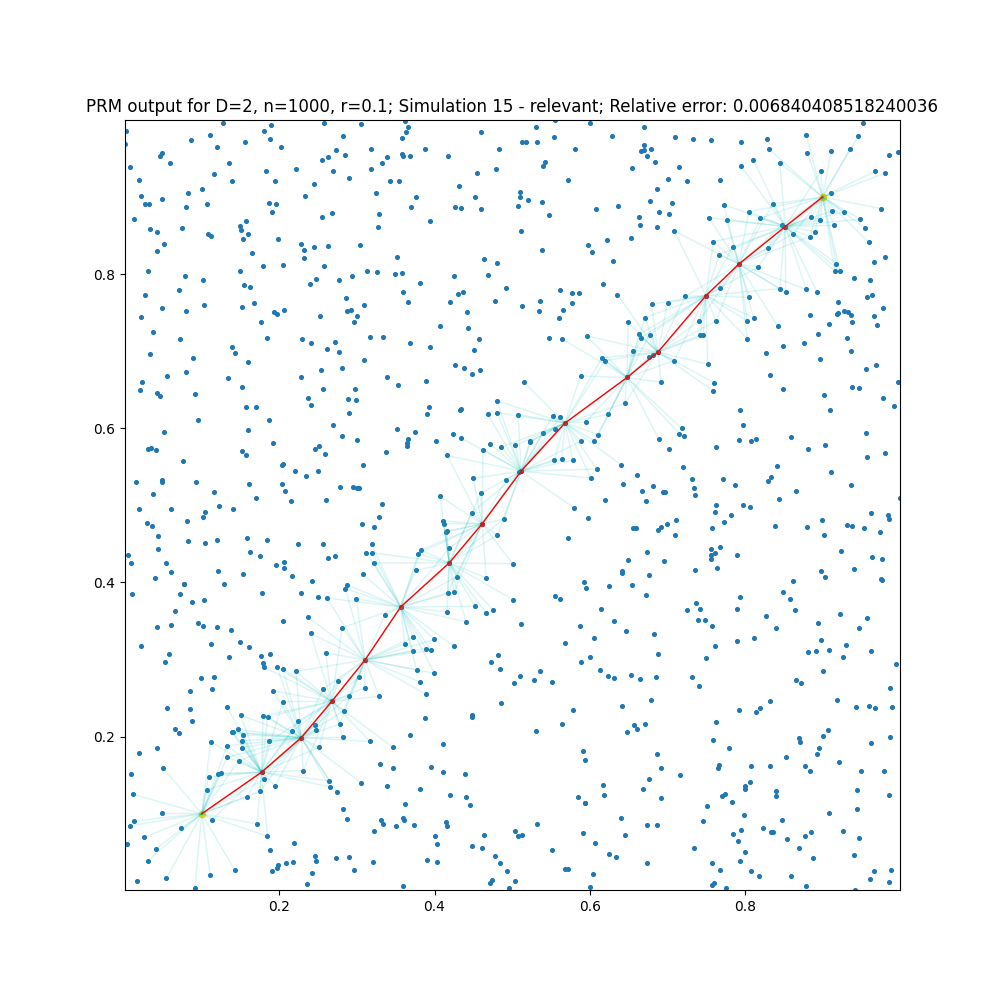 PRM output for D=2, n=1000, r=0.1; Simulation 15 - relevant; Relative error: 0.006840408518240036
0.8
0.6
0.4
0.2
0.2 0.4 0.6 0.8